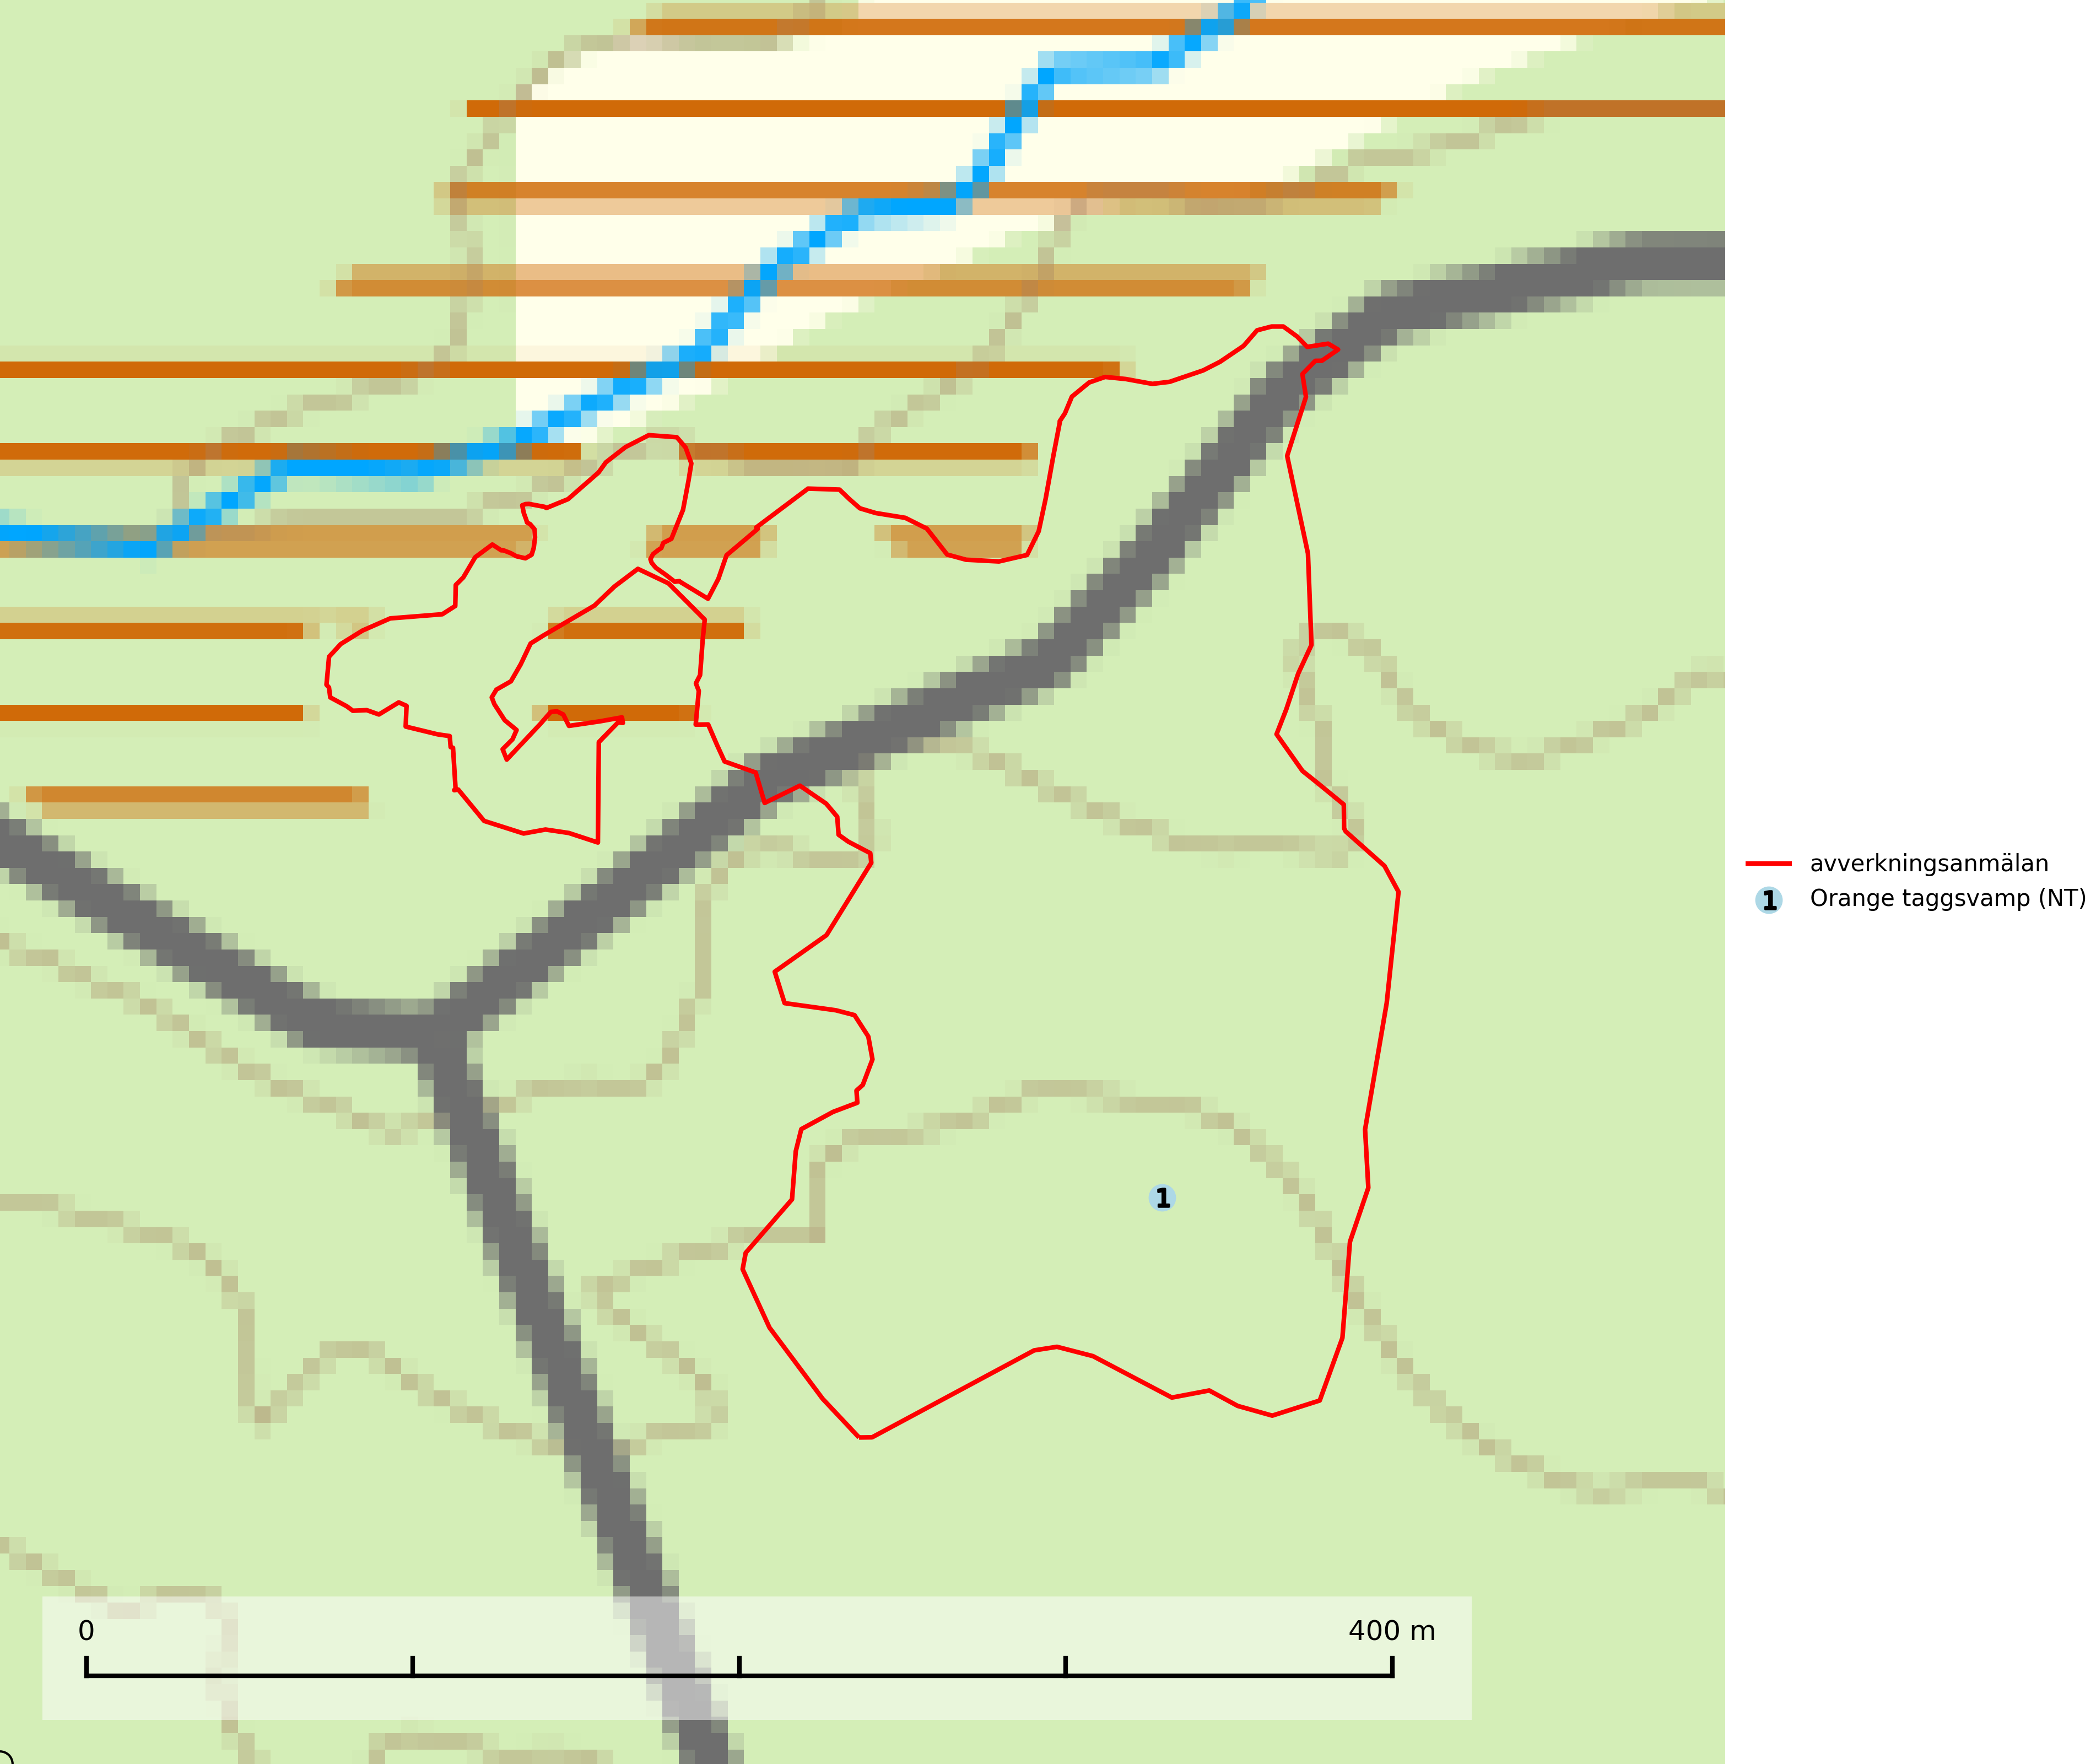 avverkningsanmälan
1 Orange taggsvamp (NT)
1
0 400 m